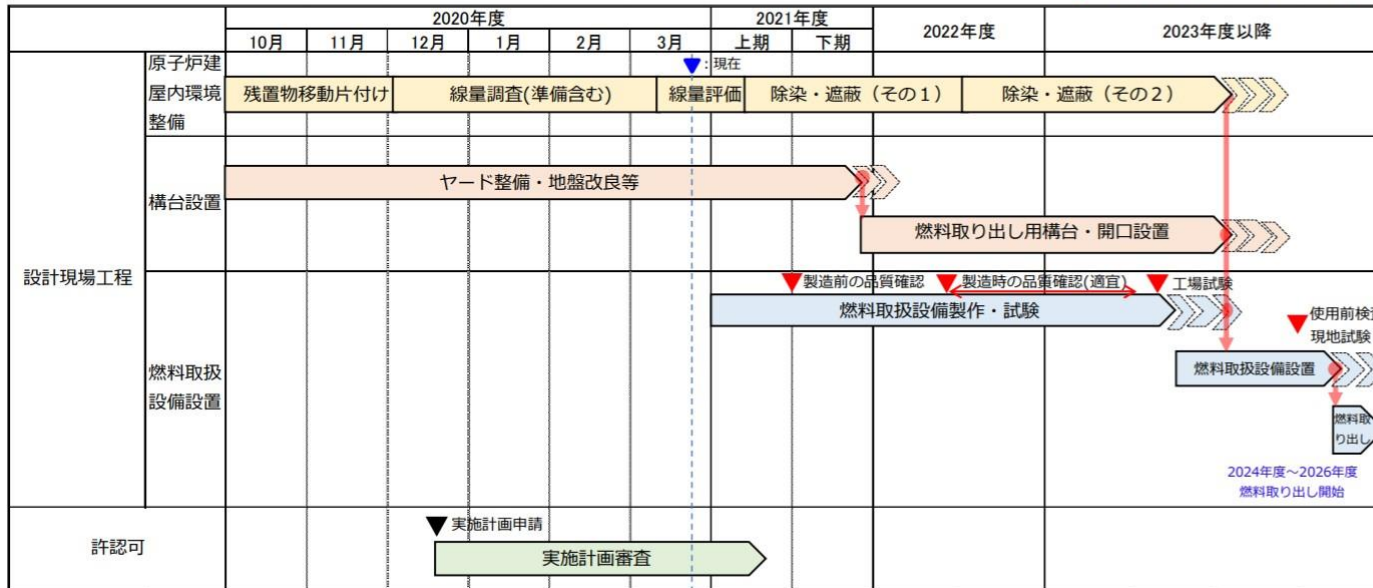 2020年度
2021年度
2022年度
2023年度以降
10月
11月
12月
1月
2月
3月
上期
下期
設計現場工程
原子炉建
屋内環境
整備
:現在
残置物移動片付け
線量調査(準備含む)
線量評価
除染・遮蔽（その１）
除染・遮蔽（その２）
構台設置
ヤード整備・地盤改良等
燃料取り出し用構台・開口設置
燃料取扱
設備設置
製造前の品質確認
製造時の品質確認(適宜)
工場試験
燃料取扱設備製作・試験
使用前検査
現地試験
燃料取扱設備設置
燃料取
り出し
2024年度～2026年度
燃料取り出し開始
許認可
実施計画申請
実施計画審査